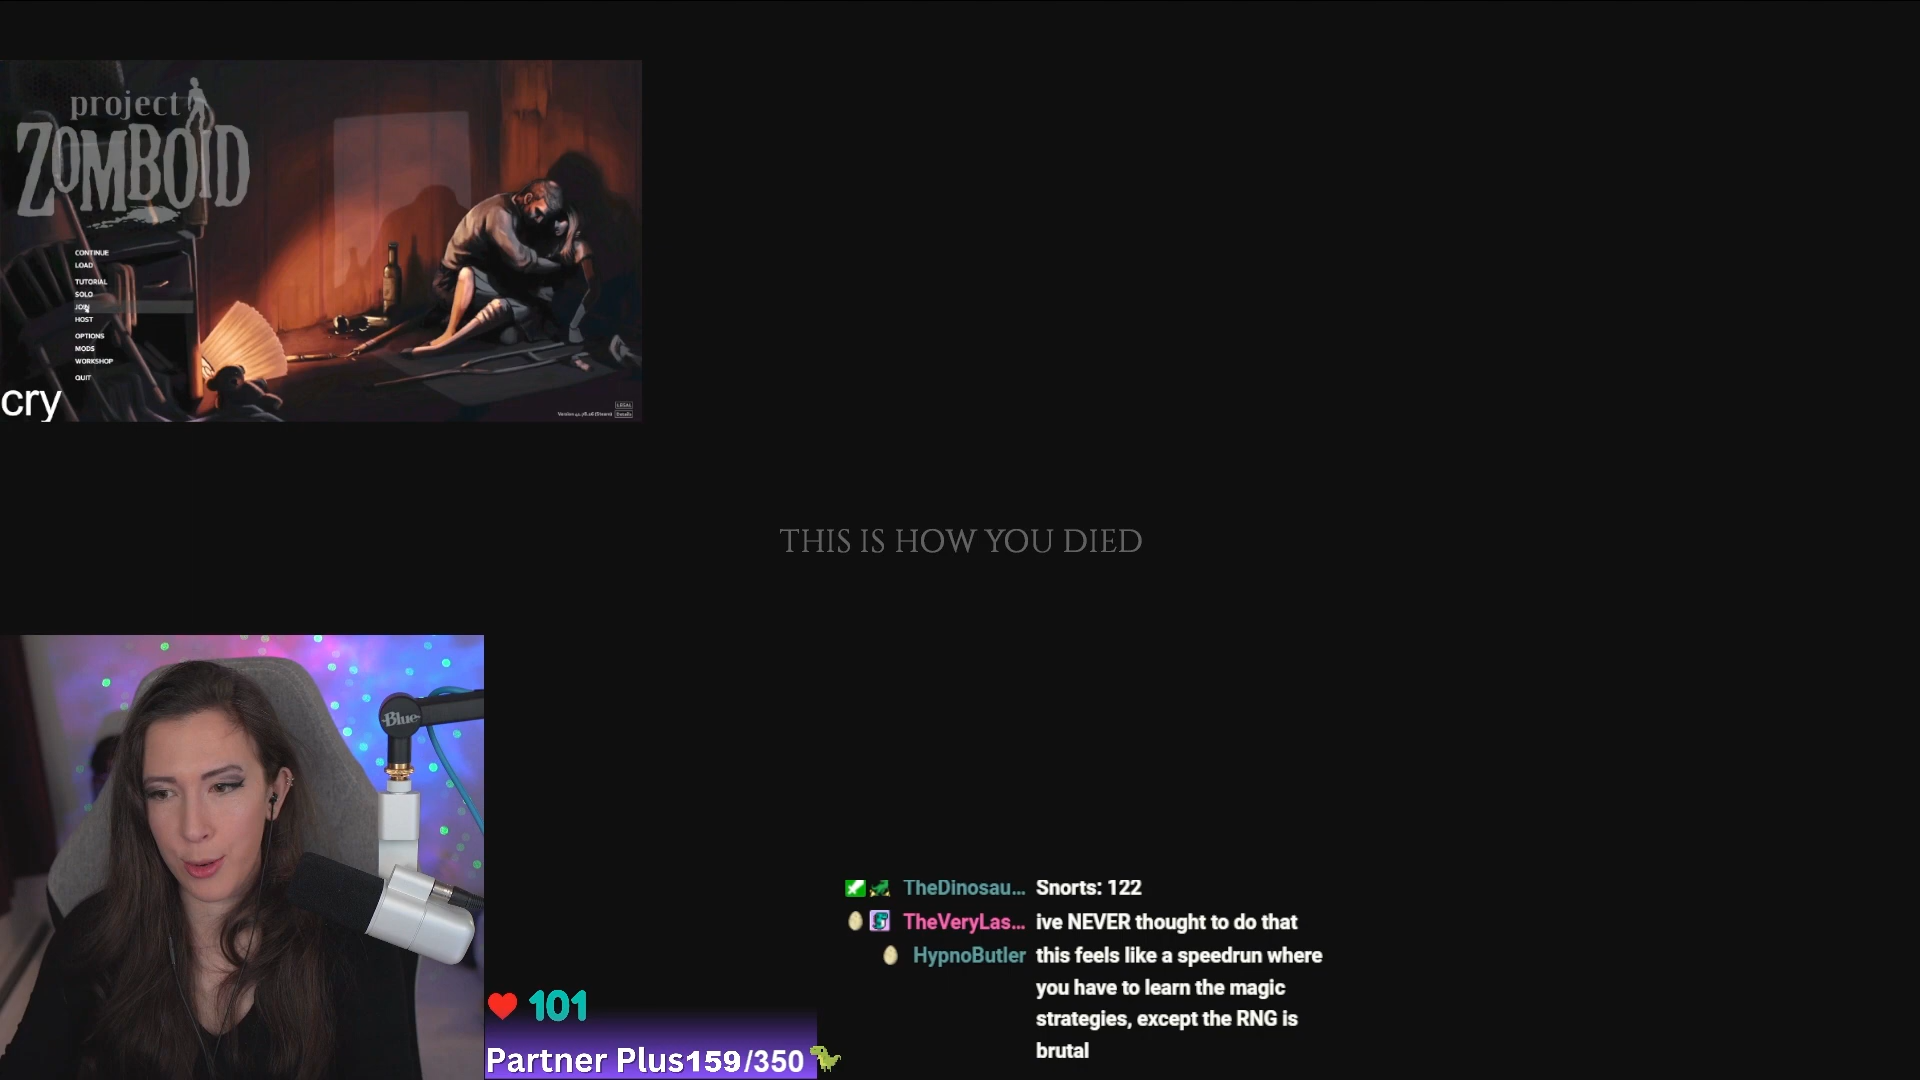 project
ZOMBOID
CONTINUE
LOAD
TUTORIAL
SOLO
JOIN
HOST
OPTIONS
MODS
WORKSHOP
QUIT
cry
LEGAL
Details
THIS IS HOW YOU DIED
Blue
TheDinosau... Snorts: 122
TheVeryLas... ive NEVER thought to do that
HypnoButler this feels like a speedrun where
you have to learn the magic
strategies, except the RNG is
brutal
101
Partner Plus159/350